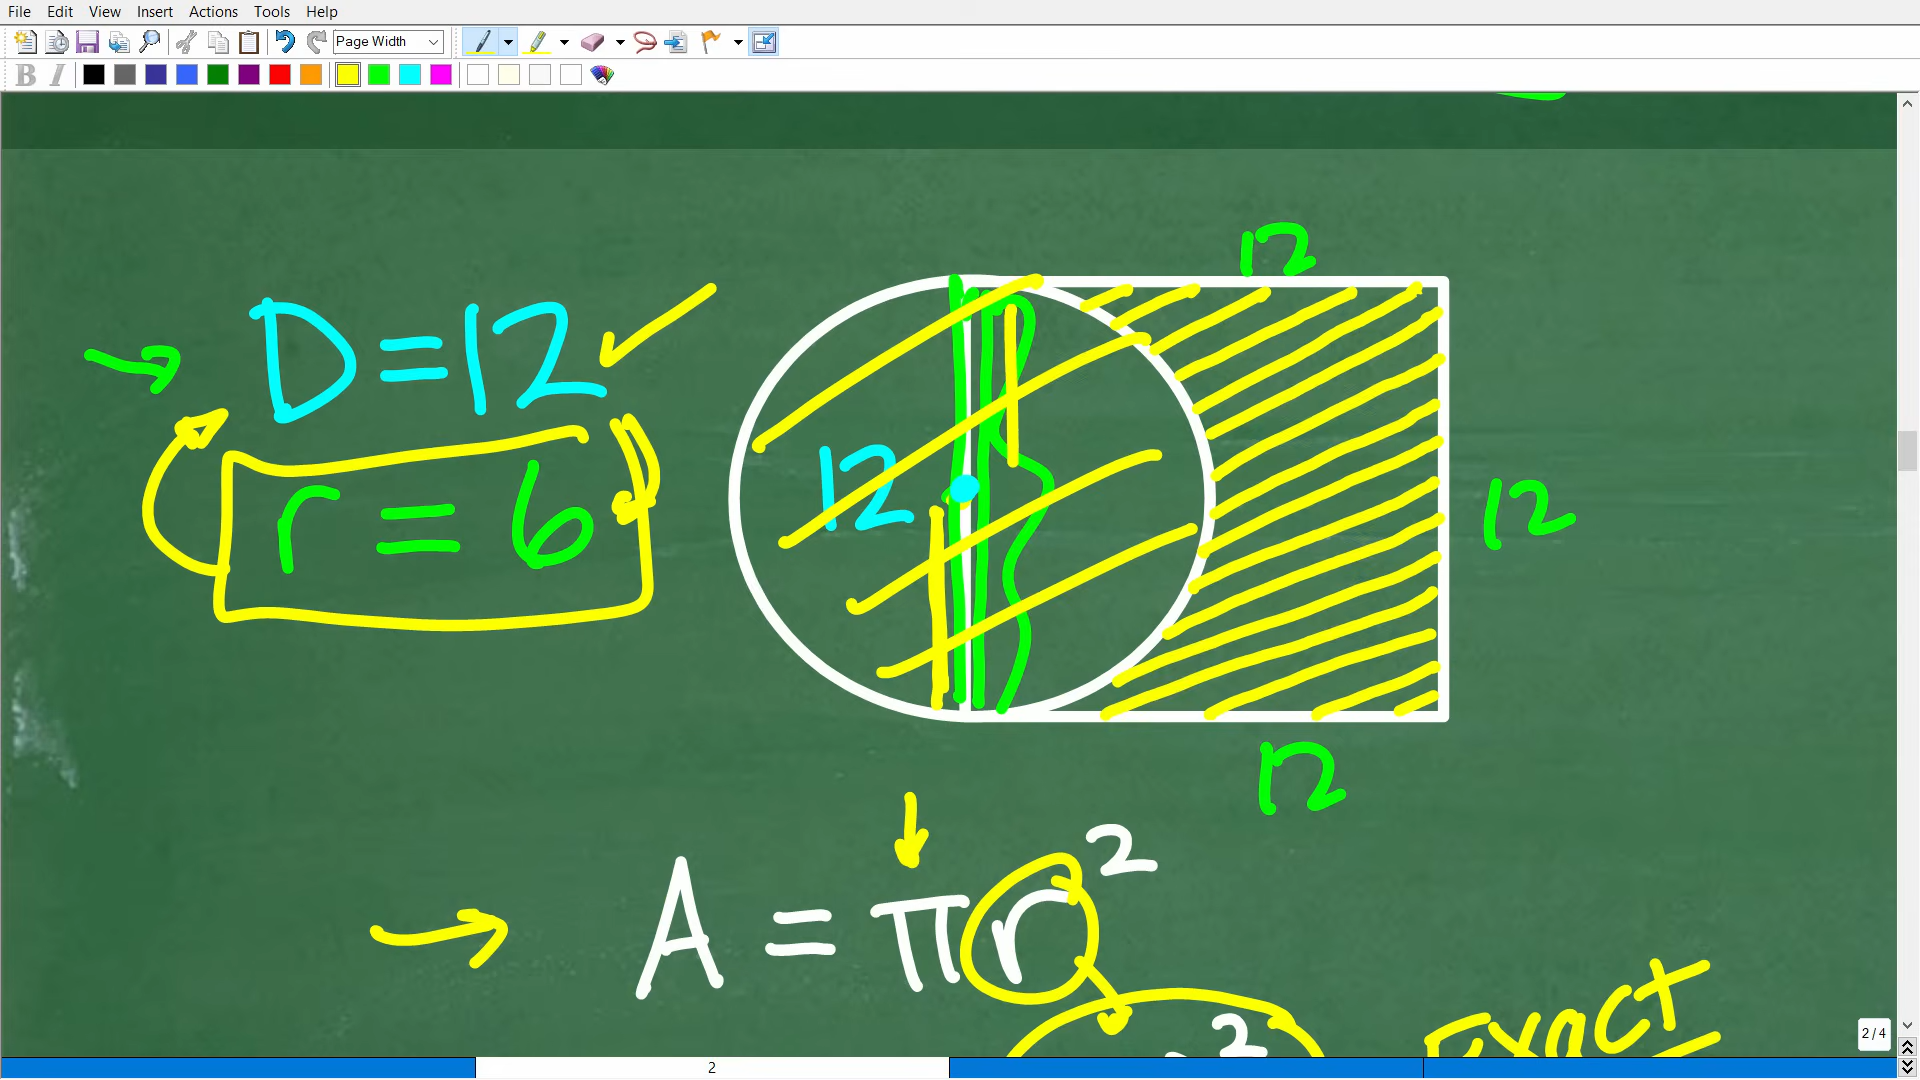 File Edit View Insert Actions Tools Help
Page Width
B I
12
D=12
12
r = 6
12
12
A = πr²
2
Exact
2 / 4
2